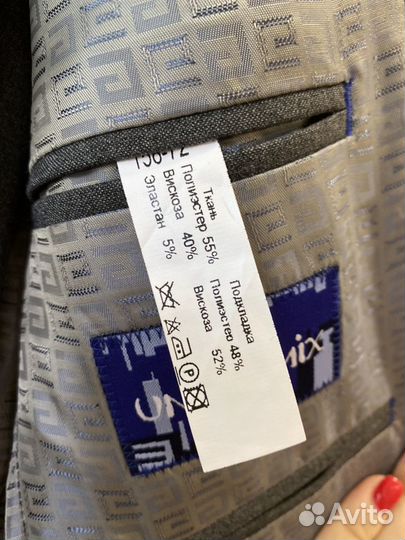 Ткань
Полиэстер 55%
Вискоза 40%
Эластан 5%
Подкладка
Полиэстер 48%
Вискоза 52%
P
Avito